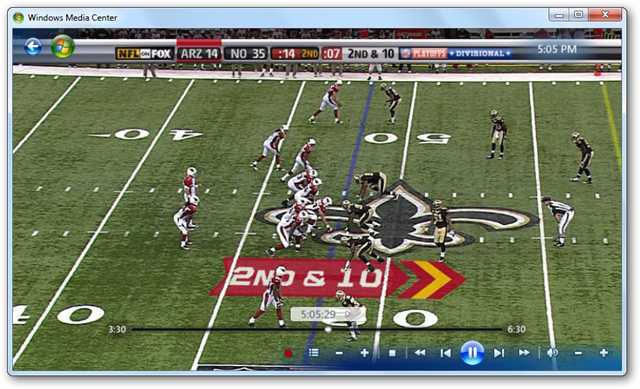 Windows Media Center
NFL on FOX ARZ 14 NO 35 :14 2ND :07 2ND & 10 PLAYOFFS DIVISIONAL 5:05 PM
40 50
2ND & 10
5:05:29
3:30 6:30